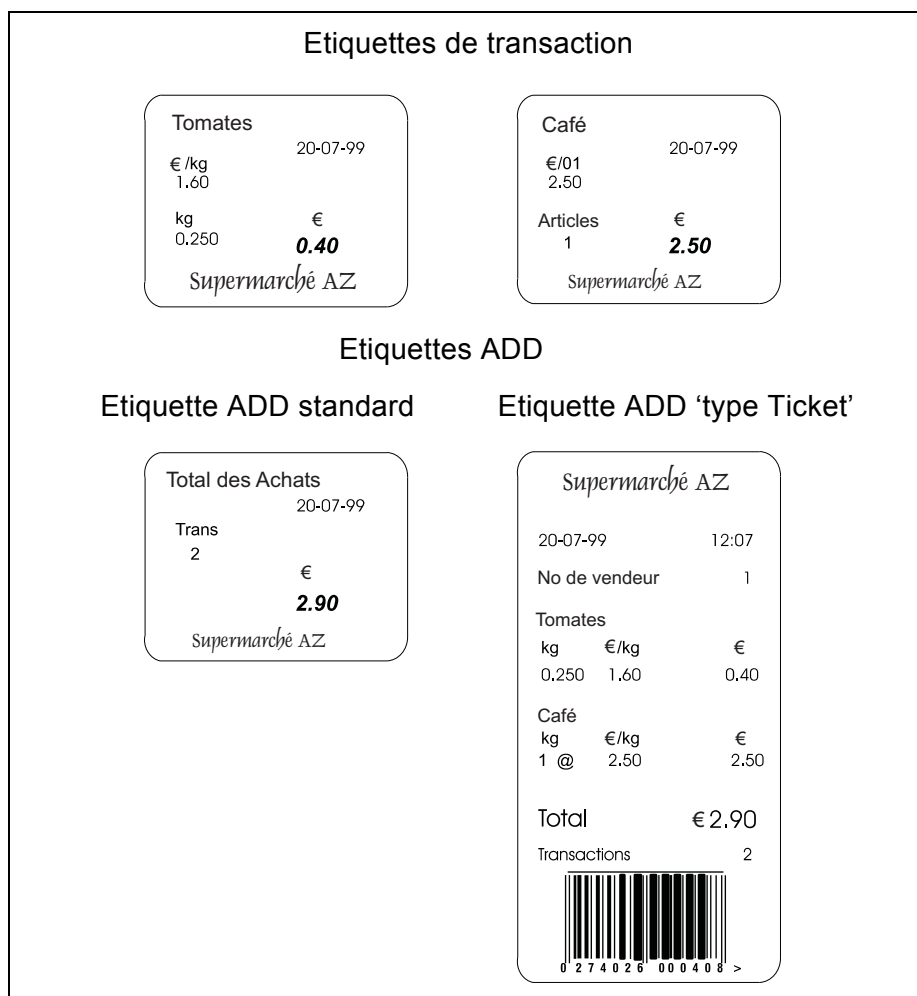 Etiquettes de transaction
Tomates
20-07-99
€/kg
1.60
kg €
0.250 0.40
Supermarché AZ
Café
20-07-99
€/01
2.50
Articles €
1 2.50
Supermarché AZ
Etiquettes ADD
Etiquette ADD standard
Total des Achats
20-07-99
Trans
2
€
2.90
Supermarché AZ
Etiquette ADD ‘type Ticket’
Supermarché AZ
20-07-99 12:07
No de vendeur 1
Tomates
kg €/kg €
0.250 1.60 0.40
Café
kg €/kg €
1 @ 2.50 2.50
Total €2.90
Transactions 2
0 274026 000408 >